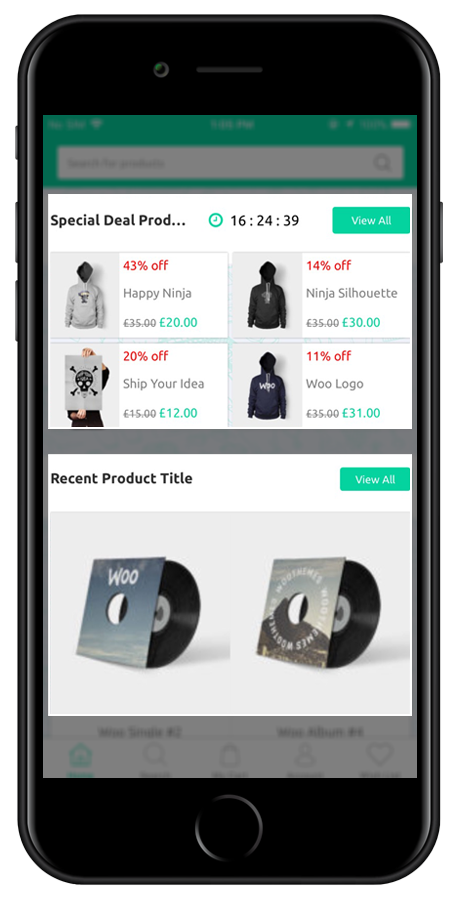 1:05 PM
100%
Search for products
Special Deal Prod...
16 : 24 : 39
View All
43% off
Happy Ninja
£35.00 £20.00
14% off
Ninja Silhouette
£35.00 £30.00
20% off
Ship Your Idea
£15.00 £12.00
11% off
Woo Logo
£35.00 £31.00
Recent Product Title
View All
WOO
WOOTHEMES WOOTHEMES WOOTHEMES
Woo Single #2
Woo Album #4
Home
Search
My Cart
Account
Wish List